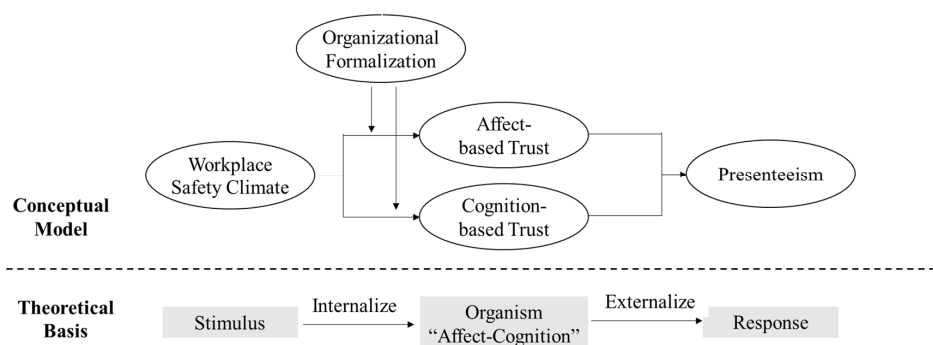 Organizational
Formalization
Affect-
based Trust
Workplace
Safety Climate
Presenteeism
Conceptual
Model
Cognition-
based Trust
Theoretical
Basis
Stimulus
Internalize
Organism
“Affect-Cognition”
Externalize
Response